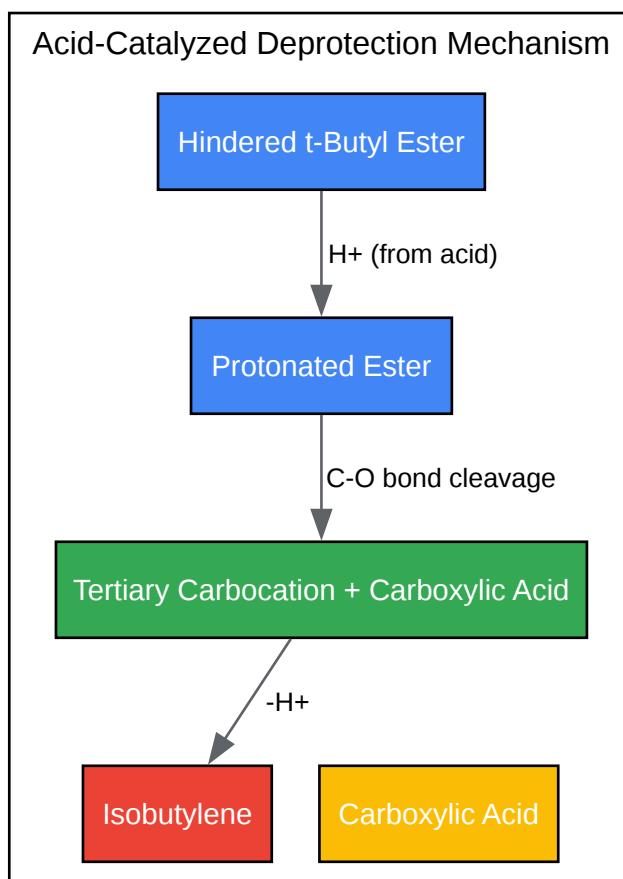 Acid-Catalyzed Deprotection Mechanism
Hindered t-Butyl Ester
H+ (from acid)
Protonated Ester
C-O bond cleavage
Tertiary Carbocation + Carboxylic Acid
-H+
Isobutylene
Carboxylic Acid